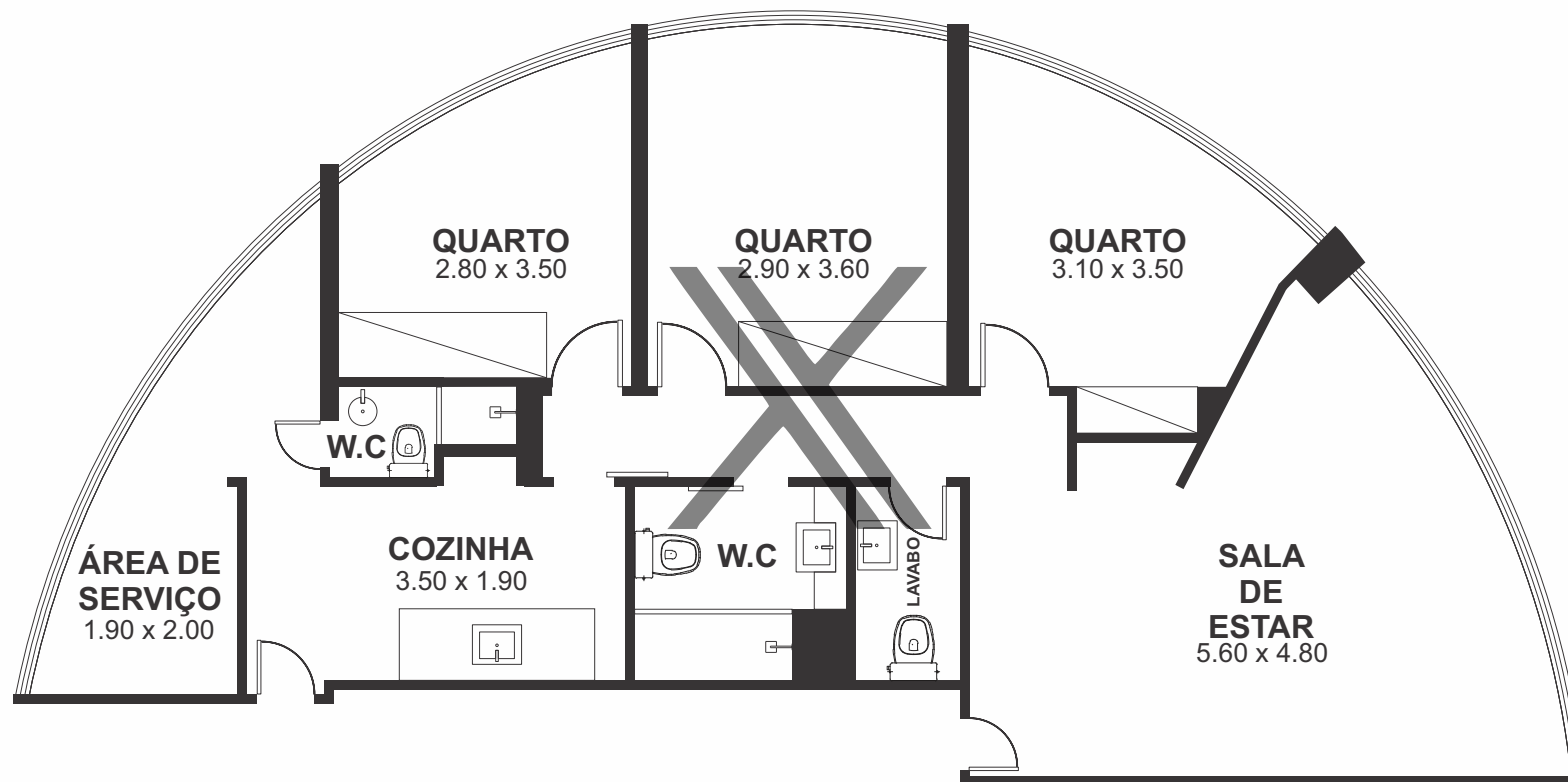 QUARTO
2.80 x 3.50
QUARTO
2.90 x 3.60
QUARTO
3.10 x 3.50
W.C
ÁREA DE
SERVIÇO
1.90 x 2.00
COZINHA
3.50 x 1.90
W.C
LAVABO
SALA
DE
ESTAR
5.60 x 4.80